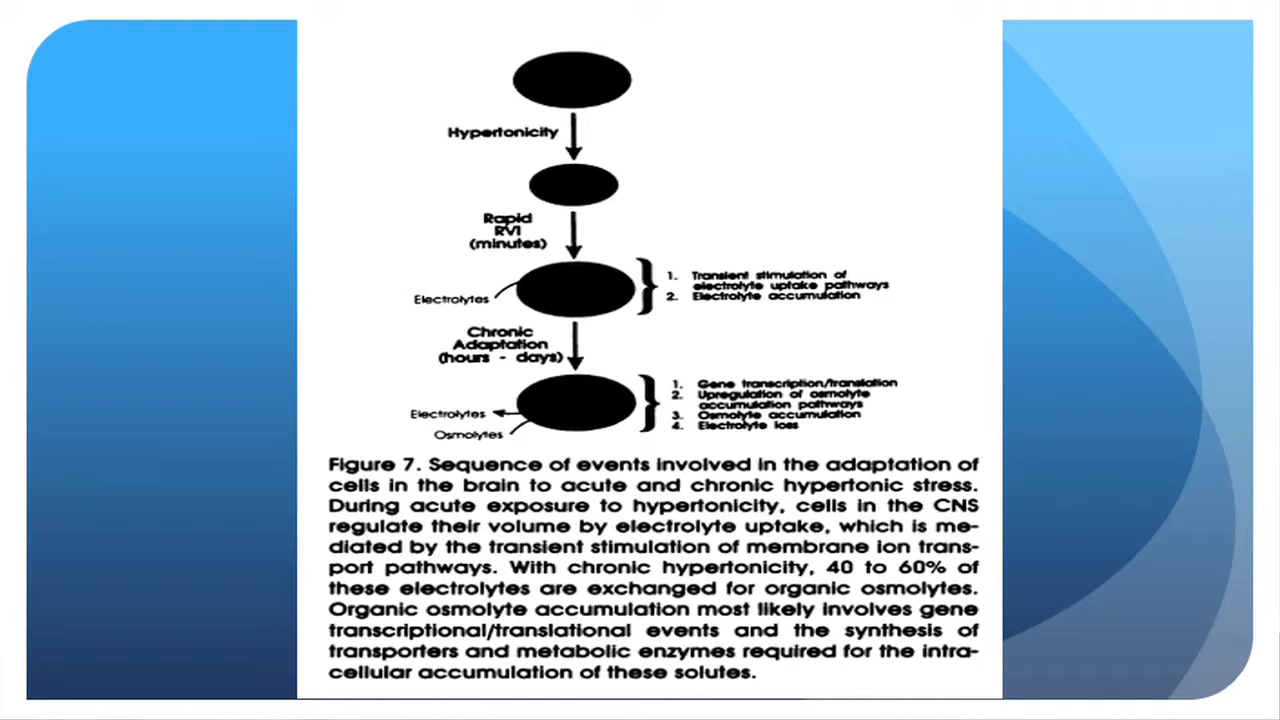 Hypertonicity
Rapid
RVI
(minutes)
Electrolytes
1. Transient stimulation of
electrolyte uptake pathways
2. Electrolyte accumulation
Chronic
Adaptation
(hours - days)
Electrolytes
Osmolytes
1. Gene transcription/translation
2. Upregulation of osmolyte
accumulation pathways
3. Osmolyte accumulation
4. Electrolyte loss
Figure 7. Sequence of events involved in the adaptation of
cells in the brain to acute and chronic hypertonic stress.
During acute exposure to hypertonicity, cells in the CNS
regulate their volume by electrolyte uptake, which is me-
diated by the transient stimulation of membrane ion trans-
port pathways. With chronic hypertonicity, 40 to 60% of
these electrolytes are exchanged for organic osmolytes.
Organic osmolyte accumulation most likely involves gene
transcriptional/translational events and the synthesis of
transporters and metabolic enzymes required for the intra-
cellular accumulation of these solutes.